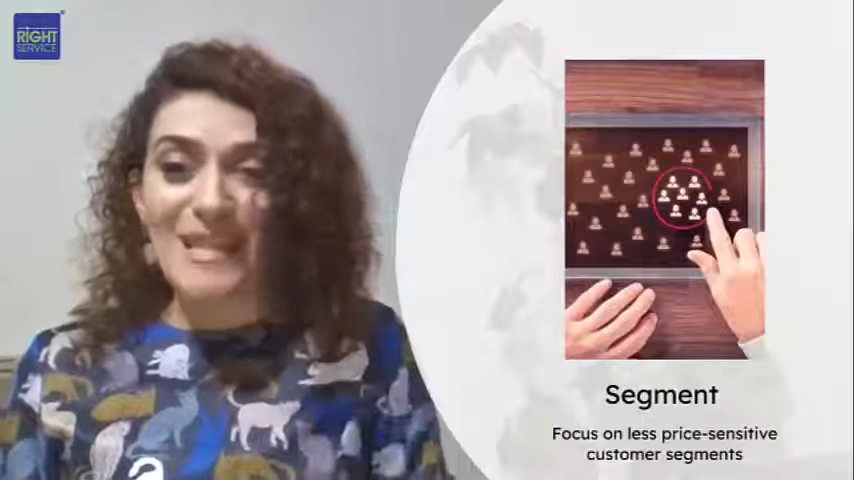 RIGHT
SERVICE
Segment
Focus on less price-sensitive
customer segments